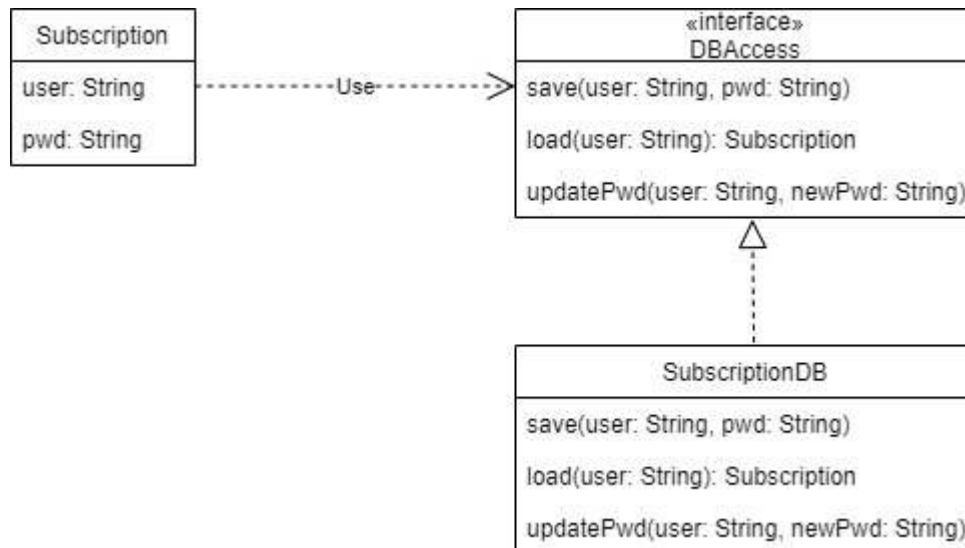 Subscription
user: String
pwd: String
Use
«interface»
DBAccess
save(user: String, pwd: String)
load(user: String): Subscription
updatePwd(user: String, newPwd: String)
SubscriptionDB
save(user: String, pwd: String)
load(user: String): Subscription
updatePwd(user: String, newPwd: String)